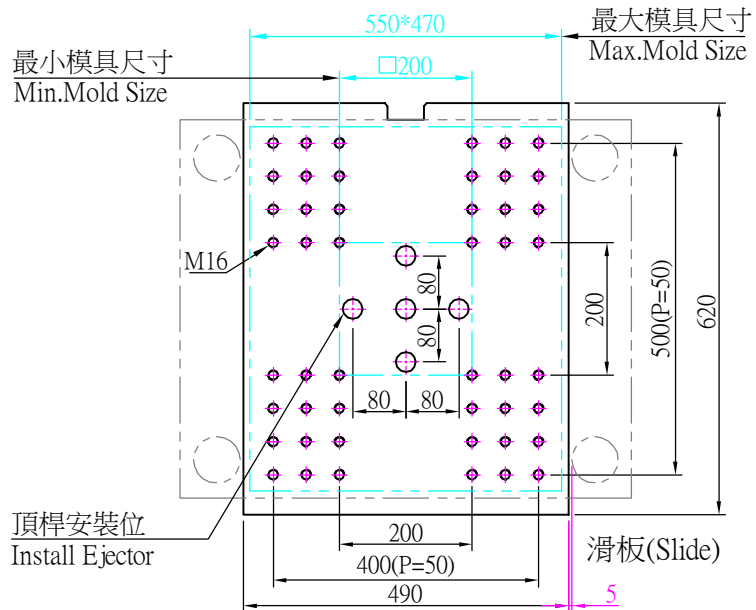 550*470
最大模具尺寸
Max.Mold Size
最小模具尺寸
Min.Mold Size
□200
M16
80
80
80
80
200
500(P=50)
620
頂桿安裝位
Install Ejector
200
400(P=50)
490
滑板(Slide)
5